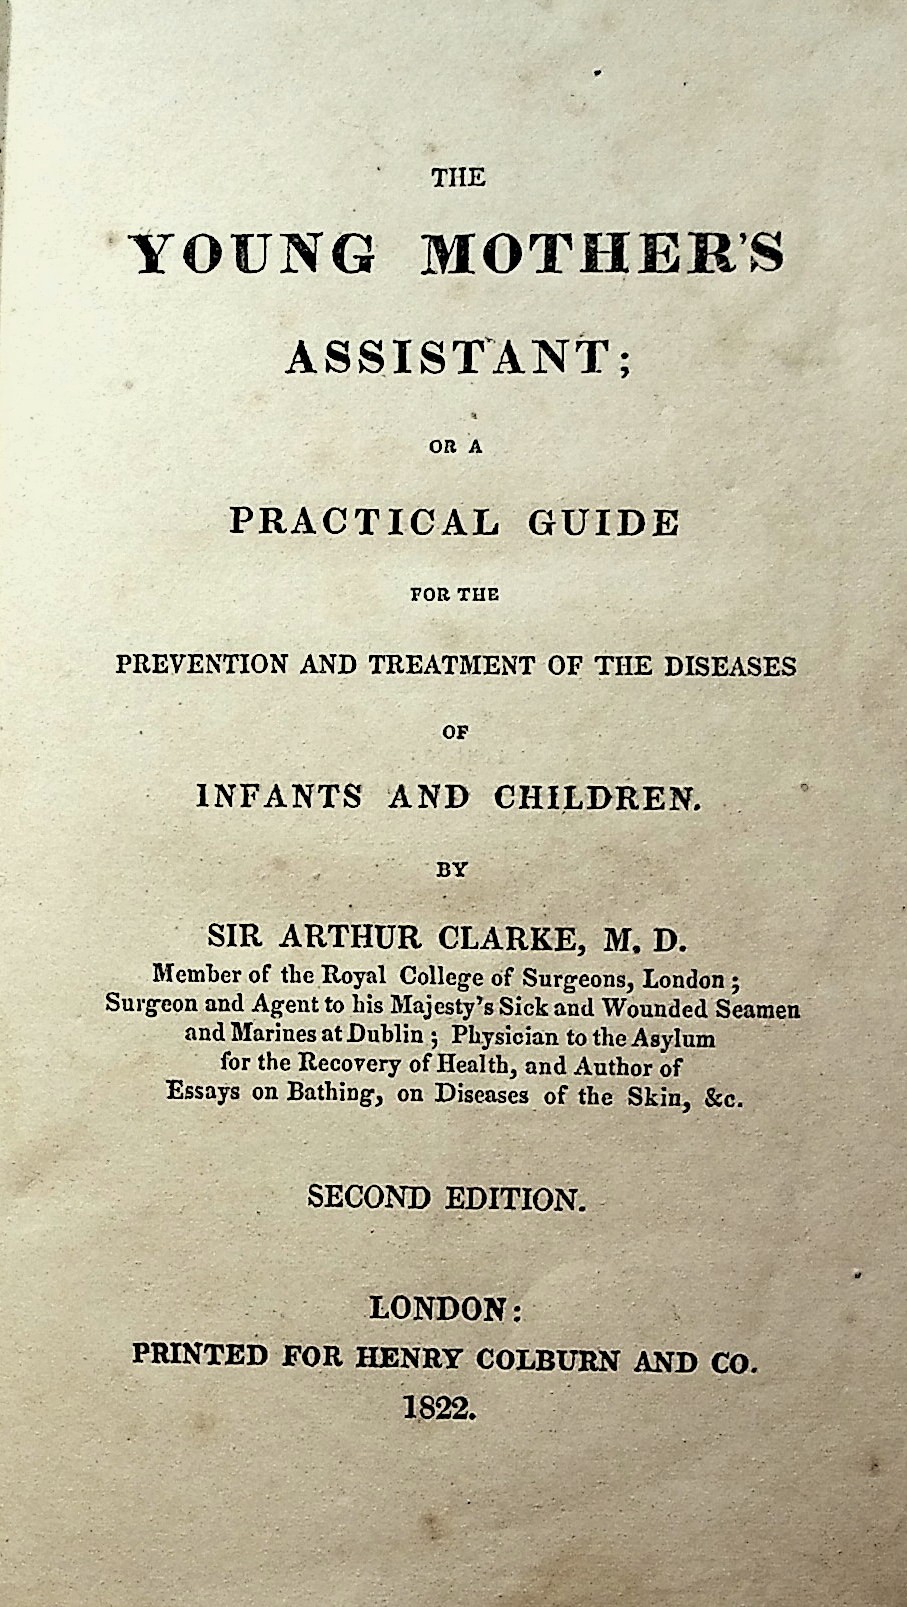 THE
YOUNG MOTHER'S
ASSISTANT;
OR A
PRACTICAL GUIDE
FOR THE
PREVENTION AND TREATMENT OF THE DISEASES
OF
INFANTS AND CHILDREN.
BY
SIR ARTHUR CLARKE, M. D.
Member of the Royal College of Surgeons, London;
Surgeon and Agent to his Majesty's Sick and Wounded Seamen
and Marines at Dublin; Physician to the Asylum
for the Recovery of Health, and Author of
Essays on Bathing, on Diseases of the Skin, &c.
SECOND EDITION.
LONDON:
PRINTED FOR HENRY COLBURN AND CO.
1822.